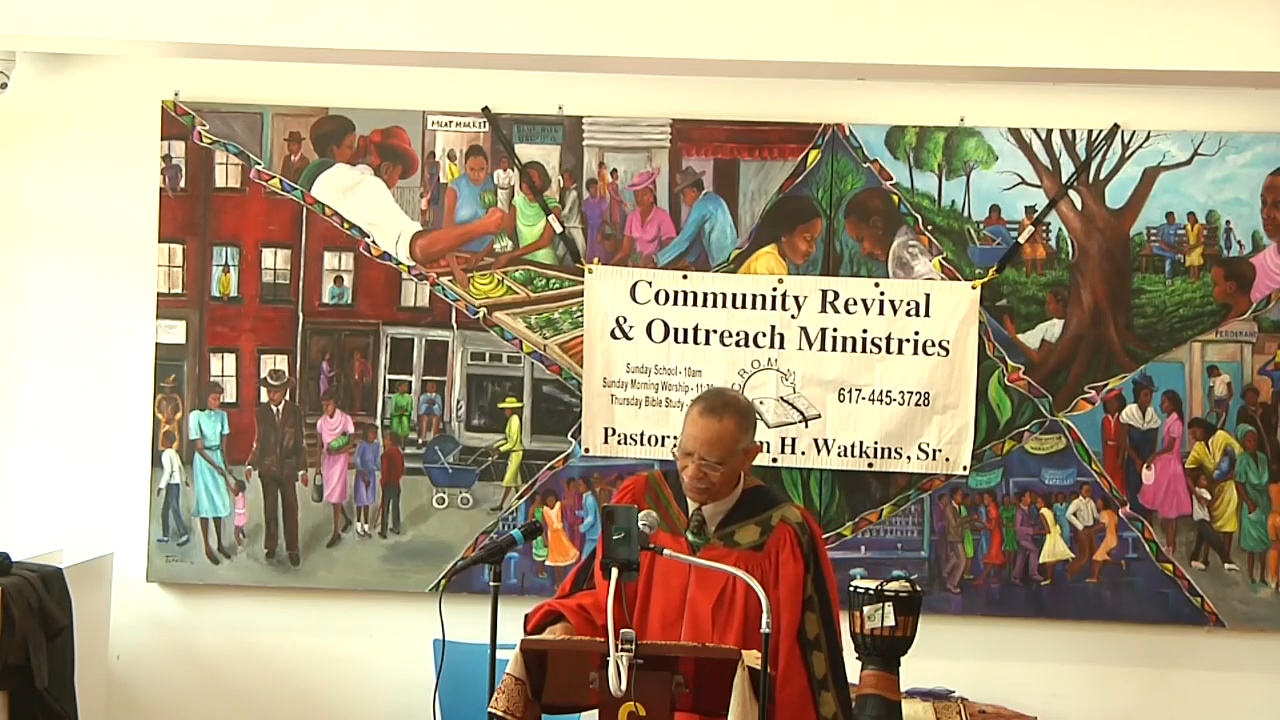 MEAT MARKET
Community Revival
& Outreach Ministries
Sunday School - 10am
Sunday Morning Worship - 11:
Thursday Bible Study -
C.R.O.M.
617-445-3728
Pastor: H. Watkins, Sr.
FERDINAND